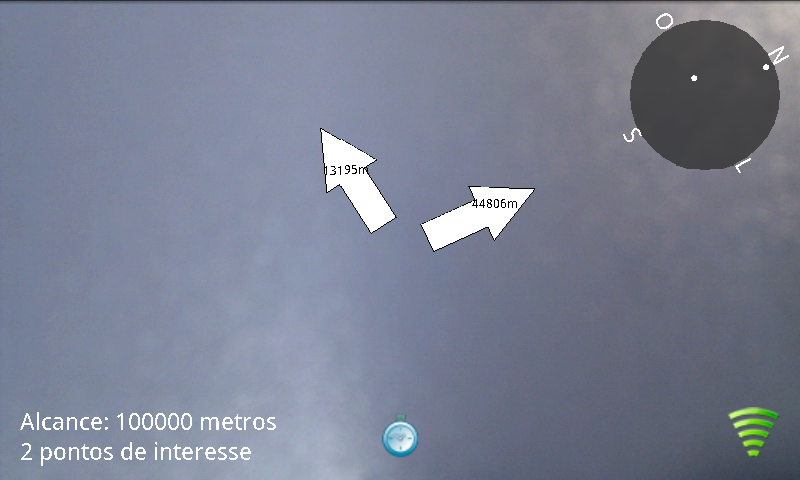 O
N
S
L
13195m
44806m
Alcance: 100000 metros
2 pontos de interesse